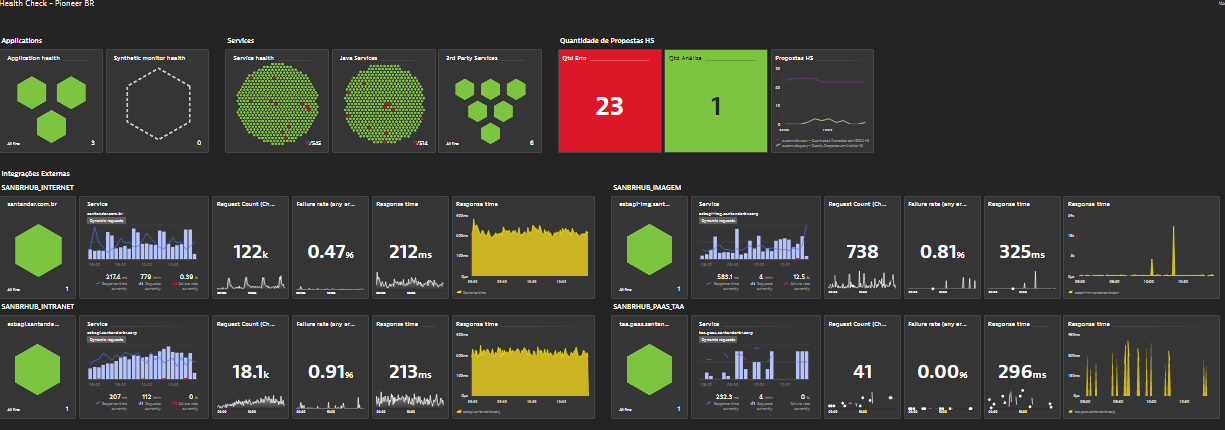 Health Check - Pioneer BR
Applications
Services
Quantidade de Propostas HS
Application health
Synthetic monitor health
Service health
Java Services
3rd Party Services
Qtd Erro
Qtd Análise
Propostas HS
23
1
All fine
3
0
/545
/514
All fine
6
Integrações Externas
SANBRHUB_INTERNET
SANBRHUB_IMAGEM
santander.com.br
Service
santander.com.br
Dynamic requests
Request Count (Ch...
Failure rate (any er...
Response time
Response time
122k
0.47%
212ms
217.4 ms
779 /min
0.39 %
Response time currently
Requests currently
Failure rate currently
All fine
1
Response time
esbapi-img.sant...
Service
Dynamic requests
Request Count (Ch...
Failure rate (any er...
Response time
Response time
738
0.81%
325ms
583.1 ms
4 /min
12.5 %
Response time currently
Requests currently
Failure rate currently
All fine
1
SANBRHUB_INTRANET
SANBRHUB_PAAS_TAA
esbapi.santande...
Service
Dynamic requests
Request Count (Ch...
Failure rate (any er...
Response time
Response time
18.1k
0.91%
213ms
207 ms
112 /min
0 %
Response time currently
Requests currently
Failure rate currently
All fine
1
taa.paas.santan...
Service
Dynamic requests
Request Count (Ch...
Failure rate (any er...
Response time
Response time
41
0.00%
296ms
232.3 ms
4 /min
0 %
Response time currently
Requests currently
Failure rate currently
All fine
1